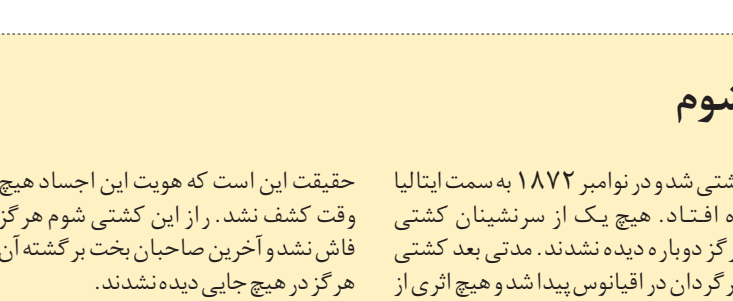 شوم
شتی شد و در نوامبر ۱۸۷۲ به سمت ایتالیا
ه افتاد. هیچ یک از سرنشینان کشتی
رگز دوباره دیده نشدند. مدتی بعد کشتی
رگردان در اقیانوس پیدا شد و هیچ اثری از
حقیقت این است که هویت این اجساد هیچ
وقت کشف نشد. راز این کشتی شوم هرگز
فاش نشد و آخرین صاحبان بخت برگشته آن
هرگز در هیچ جایی دیده نشدند.